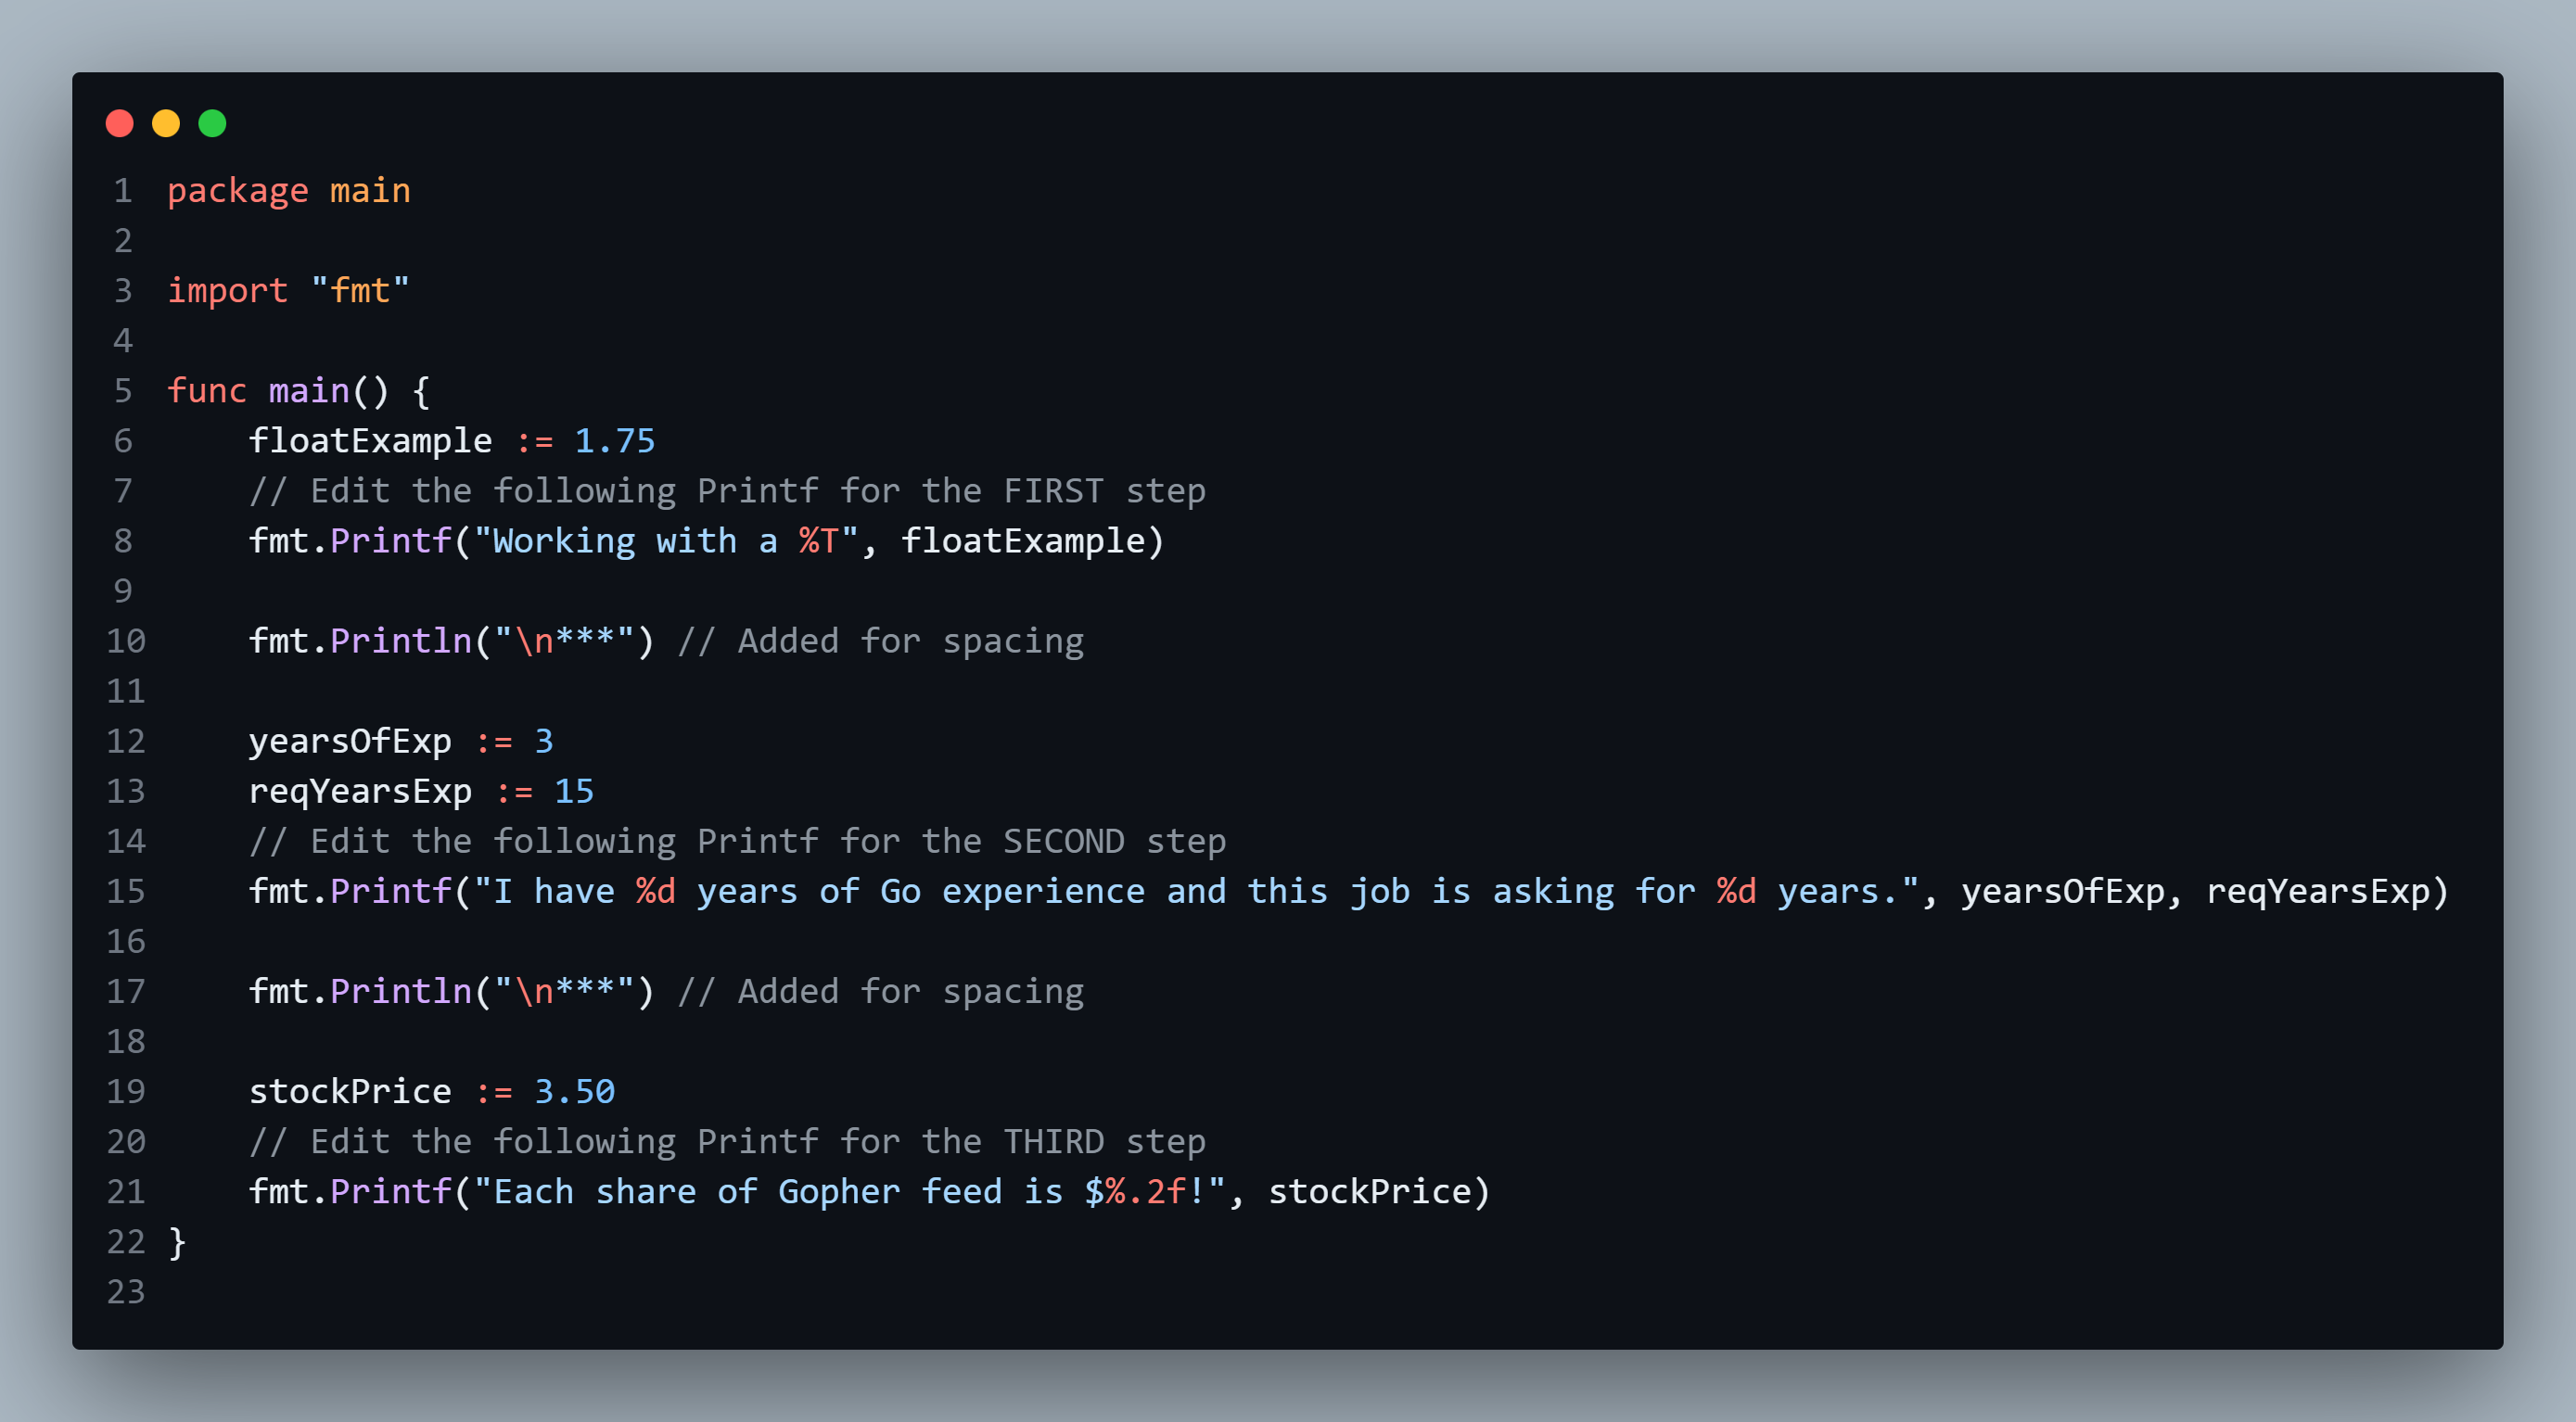 1 package main
2
3 import "fmt"
4
5 func main() {
6     floatExample := 1.75
7     // Edit the following Printf for the FIRST step
8     fmt.Printf("Working with a %T", floatExample)
9
10     fmt.Println("\n***") // Added for spacing
11
12     yearsOfExp := 3
13     reqYearsExp := 15
14     // Edit the following Printf for the SECOND step
15     fmt.Printf("I have %d years of Go experience and this job is asking for %d years.", yearsOfExp, reqYearsExp)
16
17     fmt.Println("\n***") // Added for spacing
18
19     stockPrice := 3.50
20     // Edit the following Printf for the THIRD step
21     fmt.Printf("Each share of Gopher feed is $%.2f!", stockPrice)
22 }
23